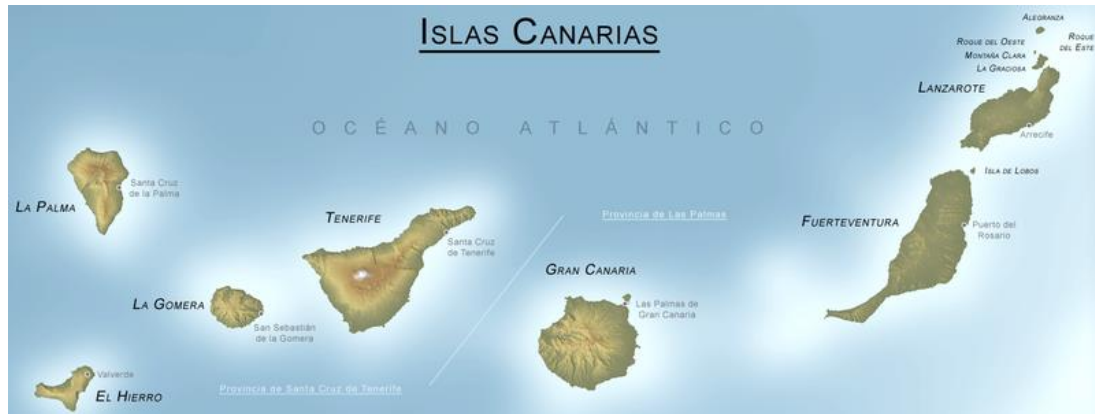 ISLAS CANARIAS
ALEGRANZA
ROQUE DEL OESTE
ROQUE
DEL ESTE
MONTAÑA CLARA
LA GRACIOSA
LANZAROTE
OCÉANO ATLÁNTICO
Arrecife
ISLA DE LOBOS
Santa Cruz
de la Palma
LA PALMA
TENERIFE
Provincia de Las Palmas
FUERTEVENTURA
Puerto del
Rosario
Santa Cruz
de Tenerife
GRAN CANARIA
LA GOMERA
Las Palmas de
Gran Canaria
San Sebastián
de la Gomera
Valverde
Provincia de Santa Cruz de Tenerife
EL HIERRO